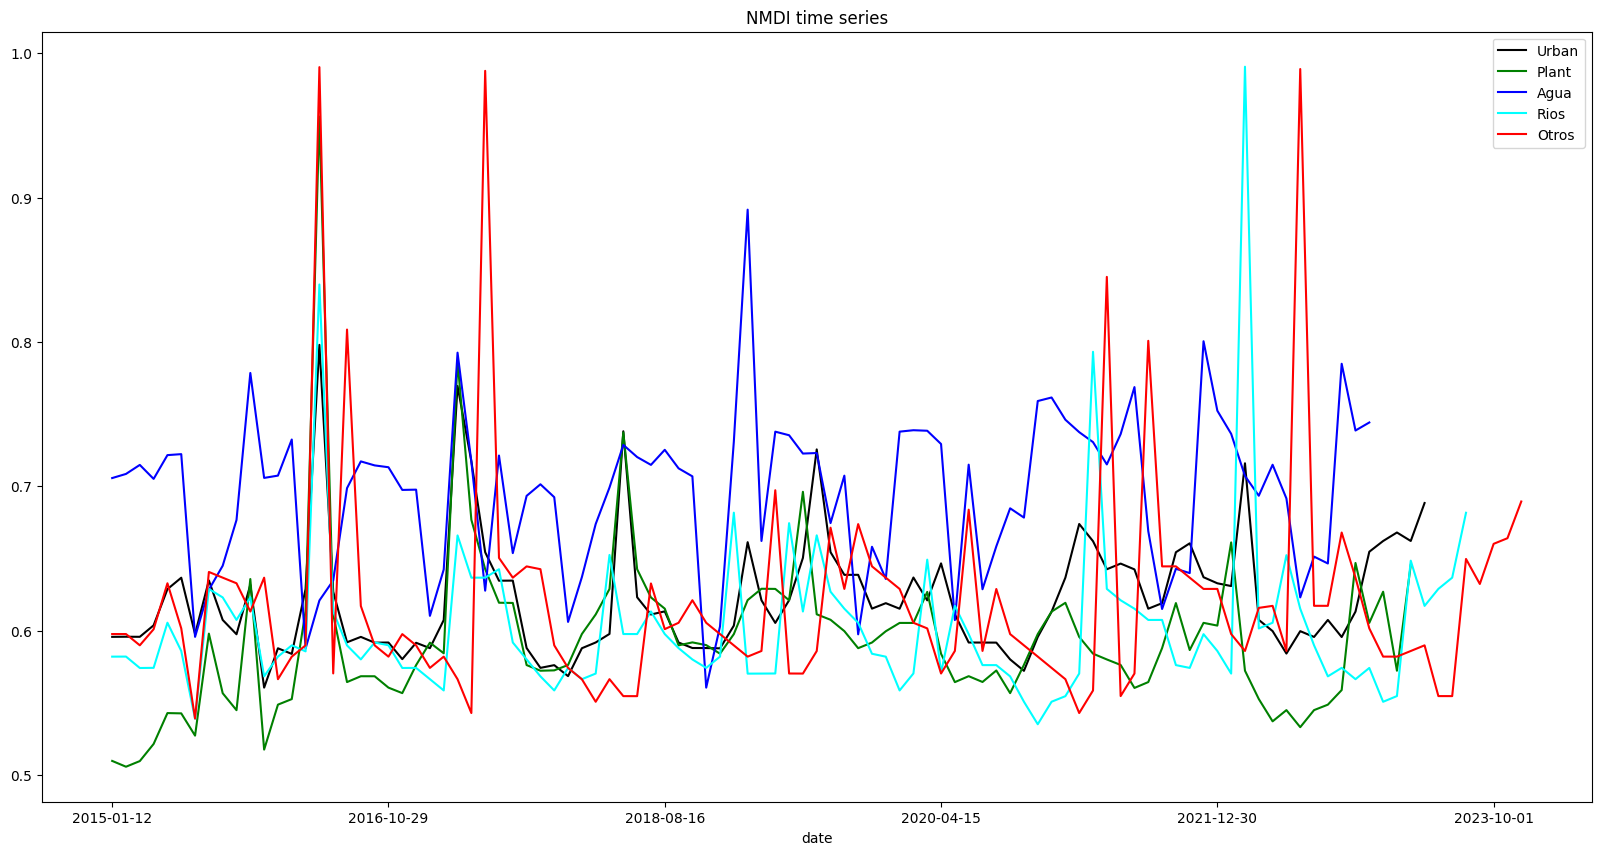 NMDI time series
1.0
0.9
0.8
0.7
0.6
0.5
Urban
Plant
Agua
Rios
Otros
2015-01-12 2016-10-29 2018-08-16 2020-04-15 2021-12-30 2023-10-01
date